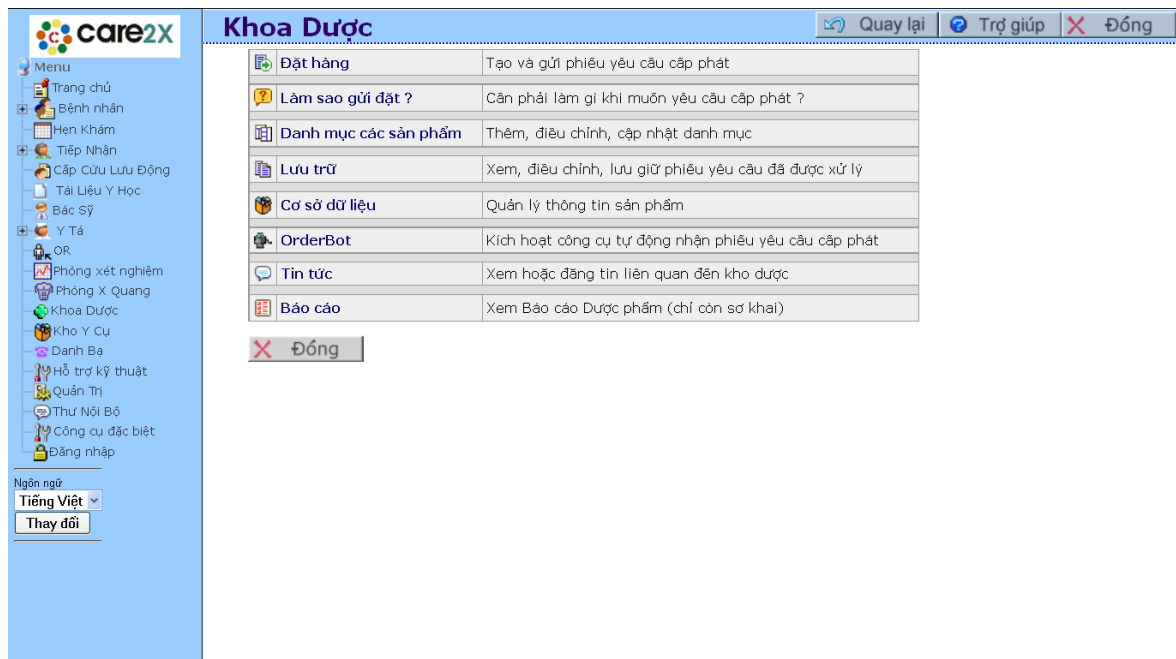 care2x
Khoa Dược
Quay lại
Trợ giúp
Đóng
Menu
Trang chủ
Bệnh nhân
Hẹn Khám
Tiếp Nhận
Cấp Cứu Lưu Động
Tài Liệu Y Học
Bác Sỹ
Y Tá
OR
Phòng xét nghiệm
Phòng X Quang
Khoa Dược
Kho Y Cụ
Danh Bạ
Hỗ trợ kỹ thuật
Quản Trị
Thư Nội Bộ
Công cụ đặc biệt
Đăng nhập
Ngôn ngữ
Tiếng Việt
Thay đổi
Đặt hàng Tạo và gửi phiếu yêu cầu cấp phát
Làm sao gửi đặt ? Cần phải làm gì khi muốn yêu cầu cấp phát ?
Danh mục các sản phẩm Thêm, điều chỉnh, cập nhật danh mục
Lưu trữ Xem, điều chỉnh, lưu giữ phiếu yêu cầu đã được xử lý
Cơ sở dữ liệu Quản lý thông tin sản phẩm
OrderBot Kích hoạt công cụ tự động nhận phiếu yêu cầu cấp phát
Tin tức Xem hoặc đăng tin liên quan đến kho dược
Báo cáo Xem Báo cáo Dược phẩm (chỉ còn sơ khai)
Đóng